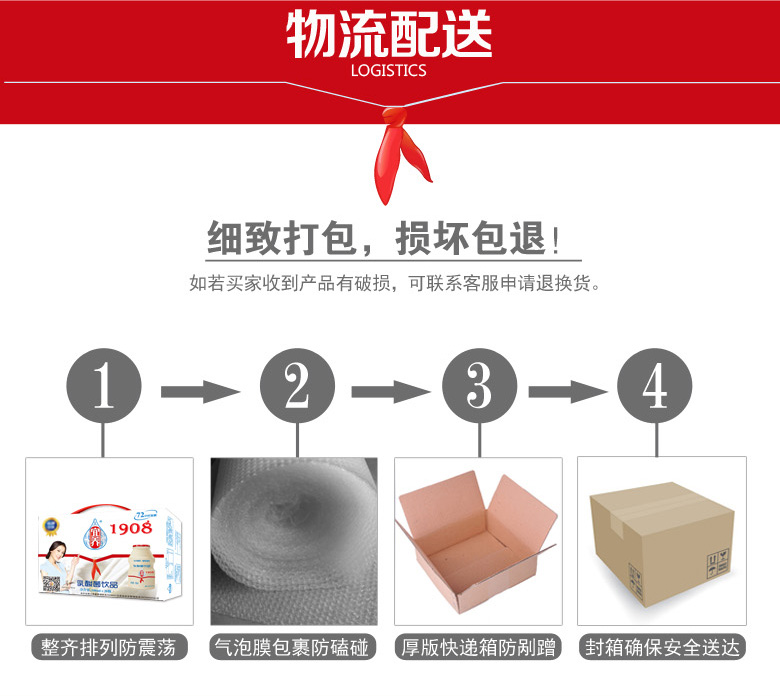 物流配送
LOGISTICS
细致打包，损坏包退！
如若买家收到产品有破损，可联系客服申请退换货。
1
2
3
4
72
宜养
1908
乳酸菌饮品
整齐排列防震荡
气泡膜包裹防磕碰
厚版快递箱防剐蹭
封箱确保安全送达